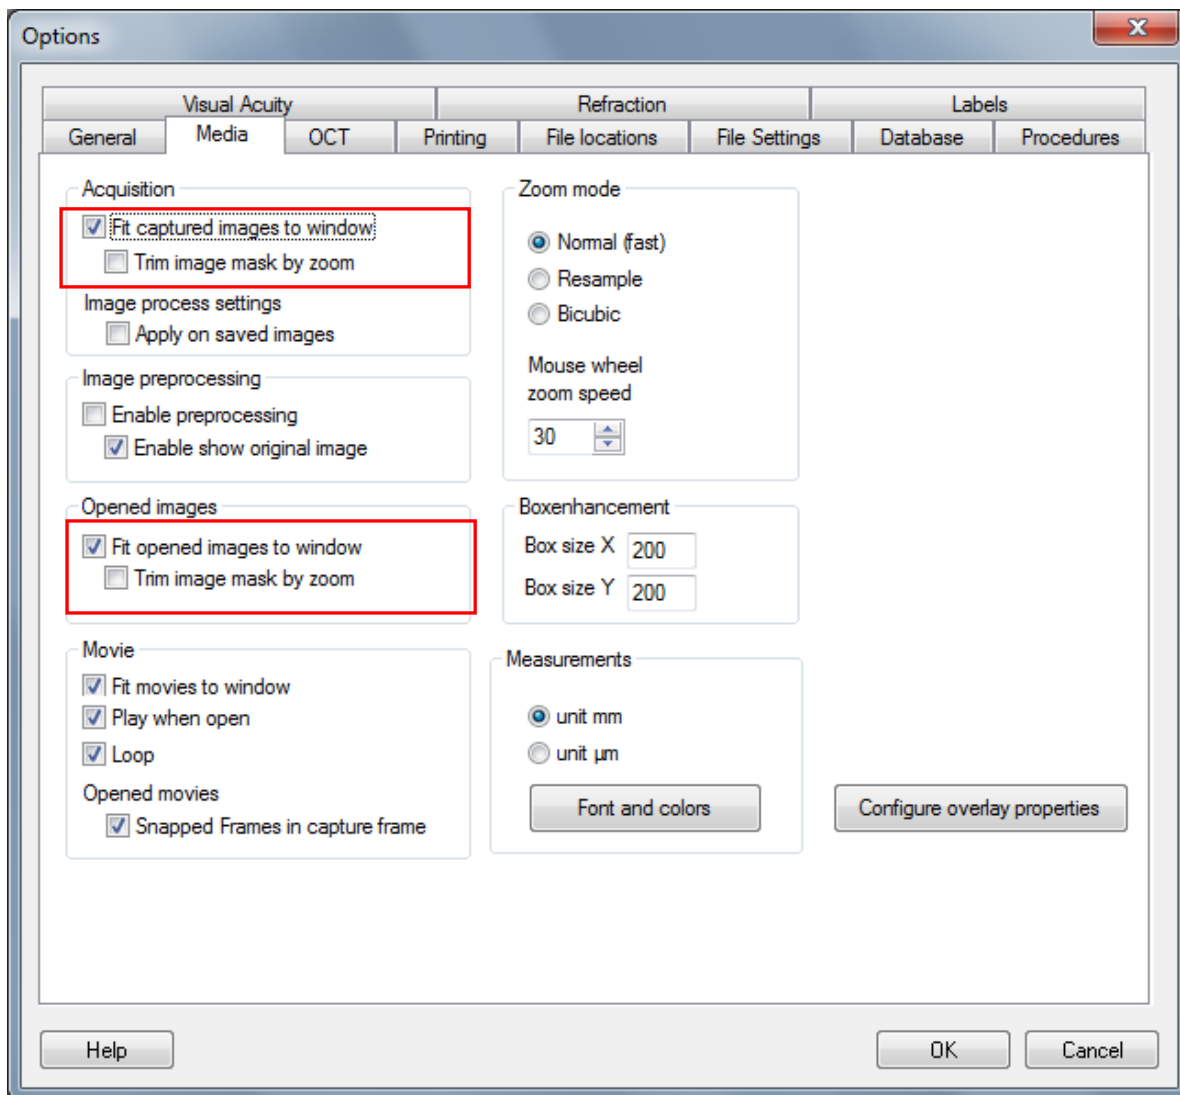 Options
X
Visual Acuity
Refraction
Labels
General
Media
OCT
Printing
File locations
File Settings
Database
Procedures
Acquisition
Fit captured images to window
Trim image mask by zoom
Image process settings
Apply on saved images
Image preprocessing
Enable preprocessing
Enable show original image
Opened images
Fit opened images to window
Trim image mask by zoom
Movie
Fit movies to window
Play when open
Loop
Opened movies
Snapped Frames in capture frame
Zoom mode
Normal (fast)
Resample
Bicubic
Mouse wheel
zoom speed
30
Boxenhancement
Box size X 200
Box size Y 200
Measurements
unit mm
unit µm
Font and colors
Configure overlay properties
Help
OK
Cancel